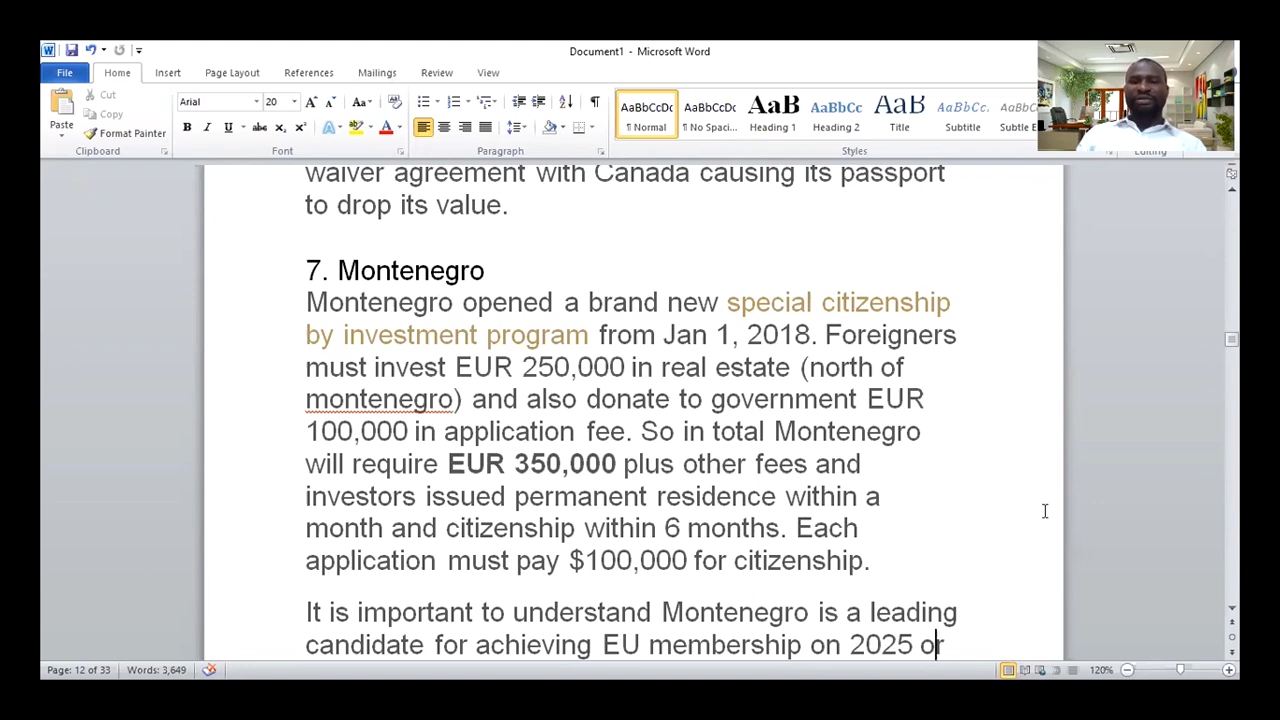 Document1 - Microsoft Word
File Home Insert Page Layout References Mailings Review View
Paste
Cut
Copy
Format Painter
Clipboard
Arial 20
Font
Paragraph
AaBbCcDc AaBbCcDc AaB AaBbCc AaB AaBbCc. AaBbCc
¶ Normal ¶ No Spaci... Heading 1 Heading 2 Title Subtitle Subtle E
Styles
Editing
waiver agreement with Canada causing its passport
to drop its value.
7. Montenegro
Montenegro opened a brand new special citizenship
by investment program from Jan 1, 2018. Foreigners
must invest EUR 250,000 in real estate (north of
montenegro) and also donate to government EUR
100,000 in application fee. So in total Montenegro
will require EUR 350,000 plus other fees and
investors issued permanent residence within a
month and citizenship within 6 months. Each
application must pay $100,000 for citizenship.
It is important to understand Montenegro is a leading
candidate for achieving EU membership on 2025 or
Page: 12 of 33 Words: 3,649 120%